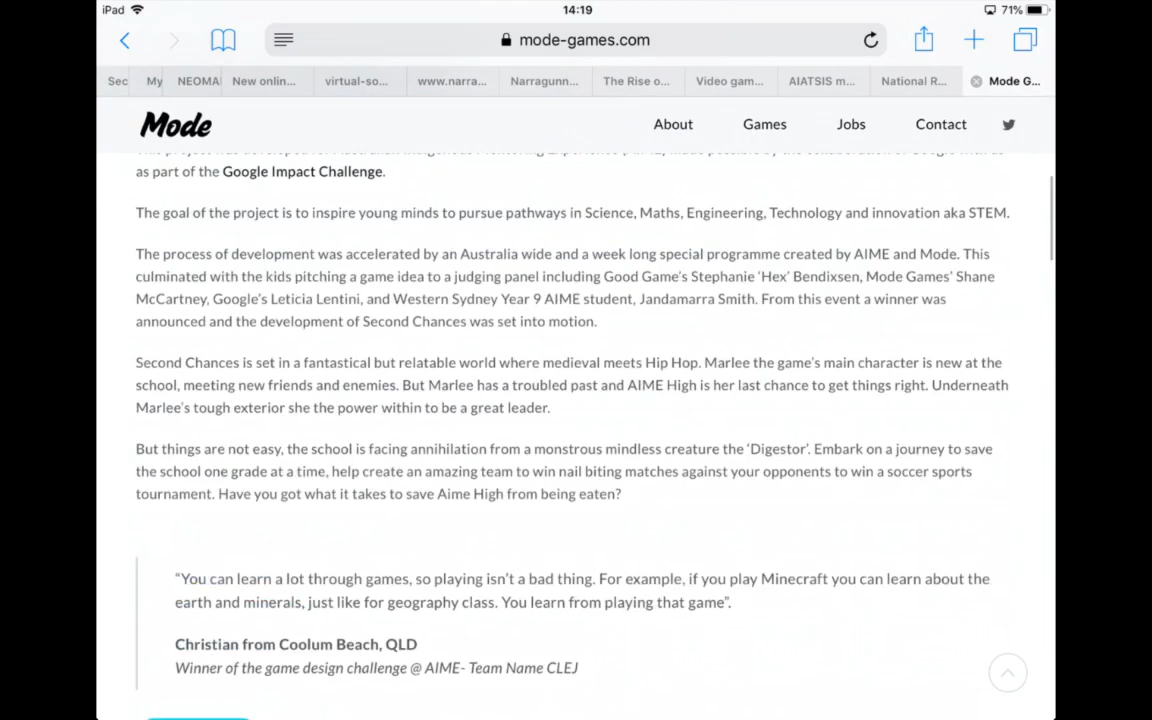 iPad 14:19 71%
mode-games.com
Sec My NEOMA New onlin... virtual-so... www.narra... Narragunn... The Rise o... Video gam... AIATSIS m... National R... Mode G...
Mode About Games Jobs Contact
as part of the Google Impact Challenge.
The goal of the project is to inspire young minds to pursue pathways in Science, Maths, Engineering, Technology and innovation aka STEM.
The process of development was accelerated by an Australia wide and a week long special programme created by AIME and Mode. This
culminated with the kids pitching a game idea to a judging panel including Good Game's Stephanie ‘Hex’ Bendixsen, Mode Games’ Shane
McCartney, Google's Leticia Lentini, and Western Sydney Year 9 AIME student, Jandamarra Smith. From this event a winner was
announced and the development of Second Chances was set into motion.
Second Chances is set in a fantastical but relatable world where medieval meets Hip Hop. Marlee the game's main character is new at the
school, meeting new friends and enemies. But Marlee has a troubled past and AIME High is her last chance to get things right. Underneath
Marlee's tough exterior she the power within to be a great leader.
But things are not easy, the school is facing annihilation from a monstrous mindless creature the ‘Digestor’. Embark on a journey to save
the school one grade at a time, help create an amazing team to win nail biting matches against your opponents to win a soccer sports
tournament. Have you got what it takes to save Aime High from being eaten?
“You can learn a lot through games, so playing isn't a bad thing. For example, if you play Minecraft you can learn about the
earth and minerals, just like for geography class. You learn from playing that game”.
Christian from Coolum Beach, QLD
Winner of the game design challenge @ AIME- Team Name CLEJ